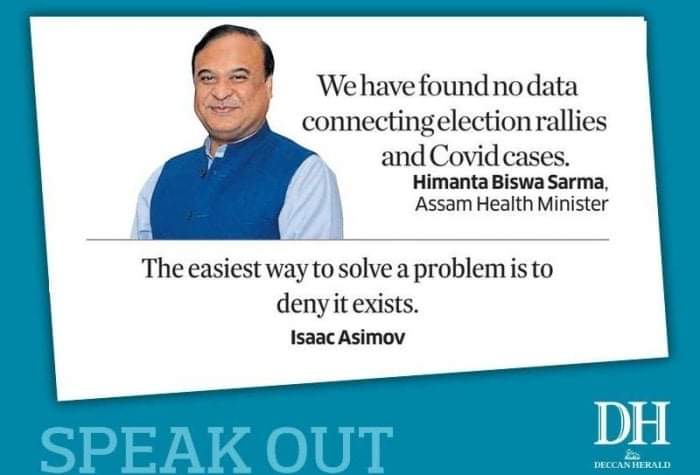 We have found no data
connecting election rallies
and Covid cases.
Himanta Biswa Sarma,
Assam Health Minister
The easiest way to solve a problem is to
deny it exists.
Isaac Asimov
SPEAK OUT
DH
DECCAN HERALD